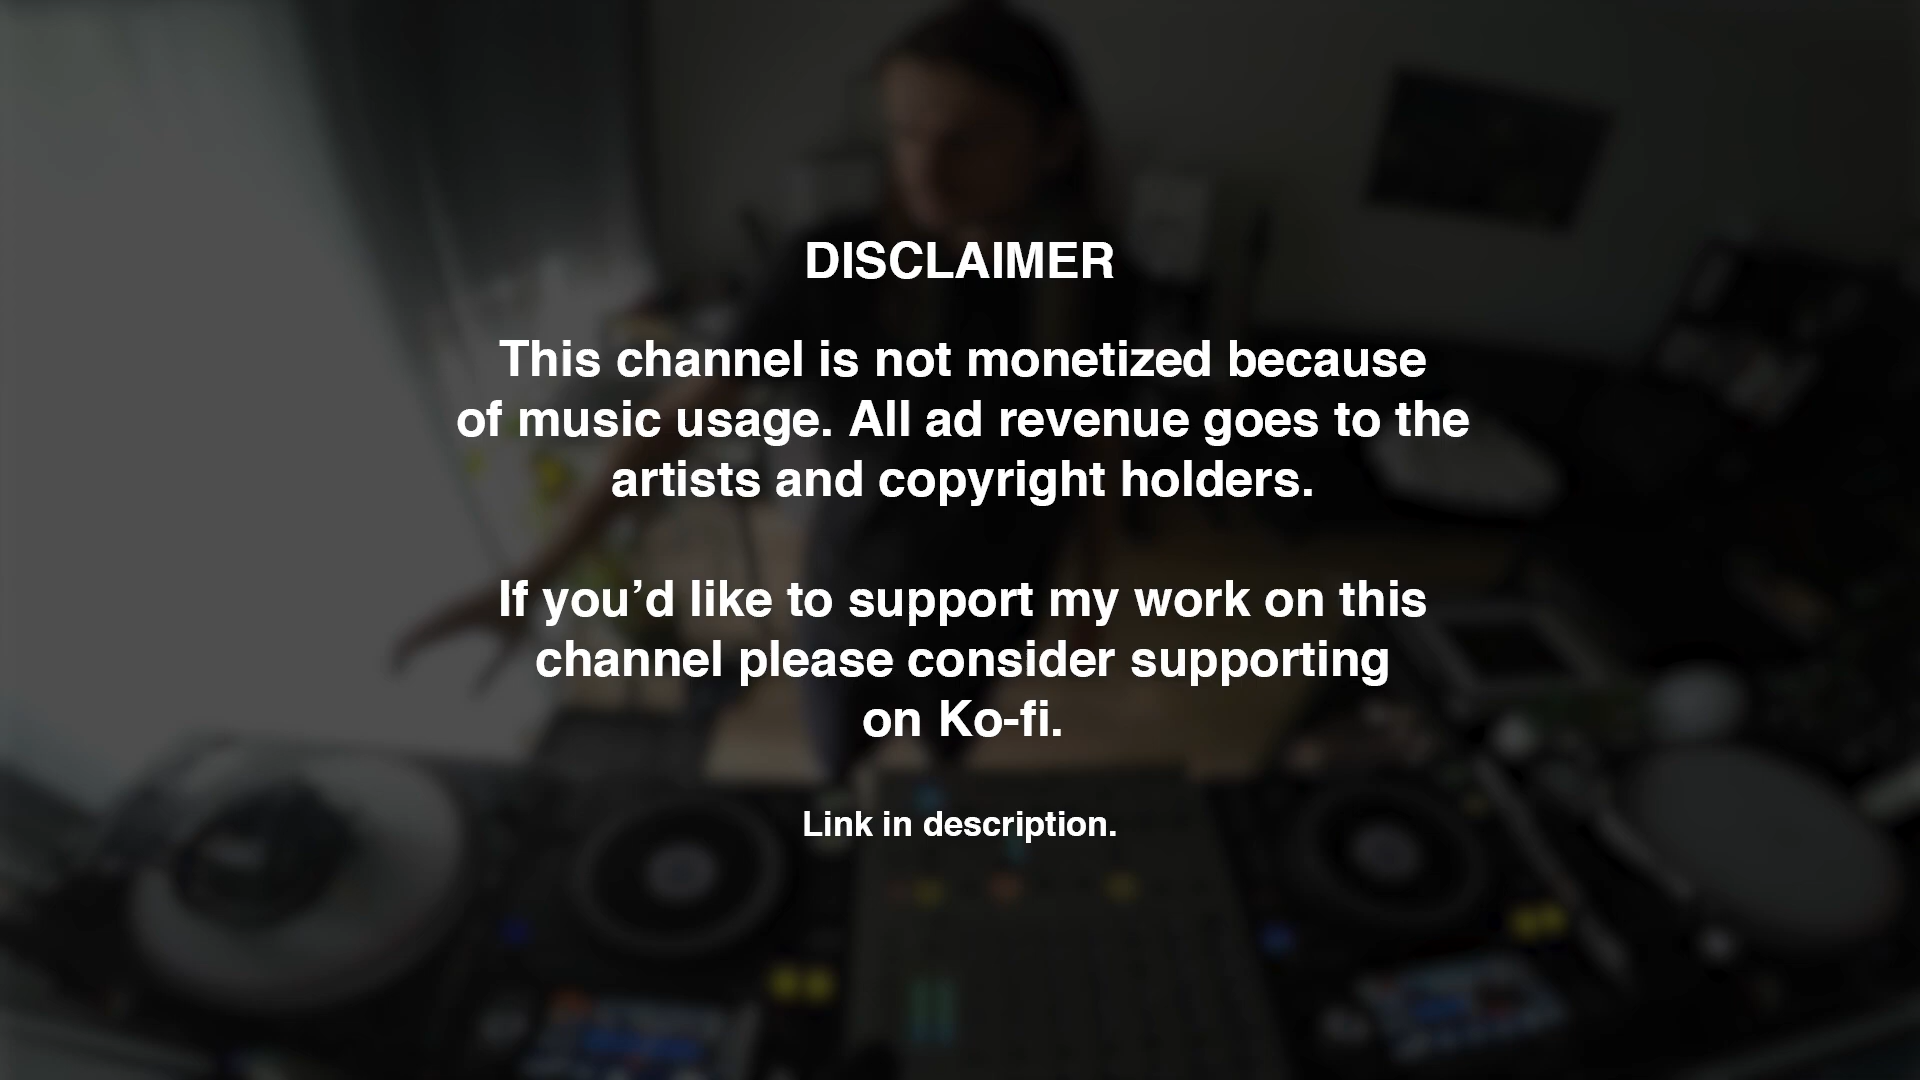 DISCLAIMER
This channel is not monetized because
of music usage. All ad revenue goes to the
artists and copyright holders.
If you’d like to support my work on this
channel please consider supporting
on Ko-fi.
Link in description.